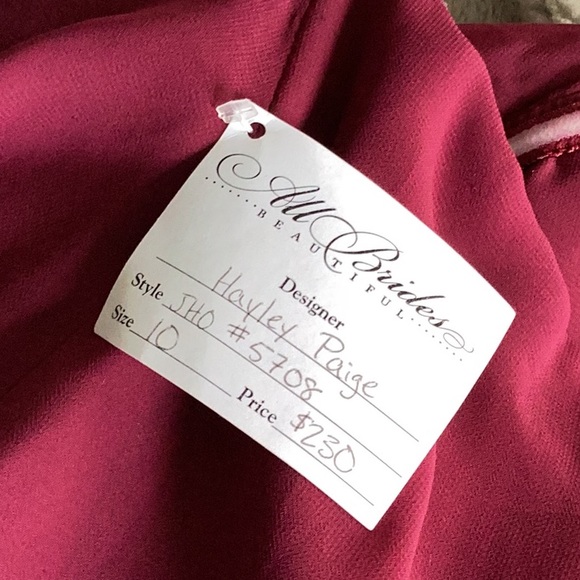 All Brides
BEAUTIFUL
Designer
Hayley Paige
Style JHO #5708
Size 10
Price $230